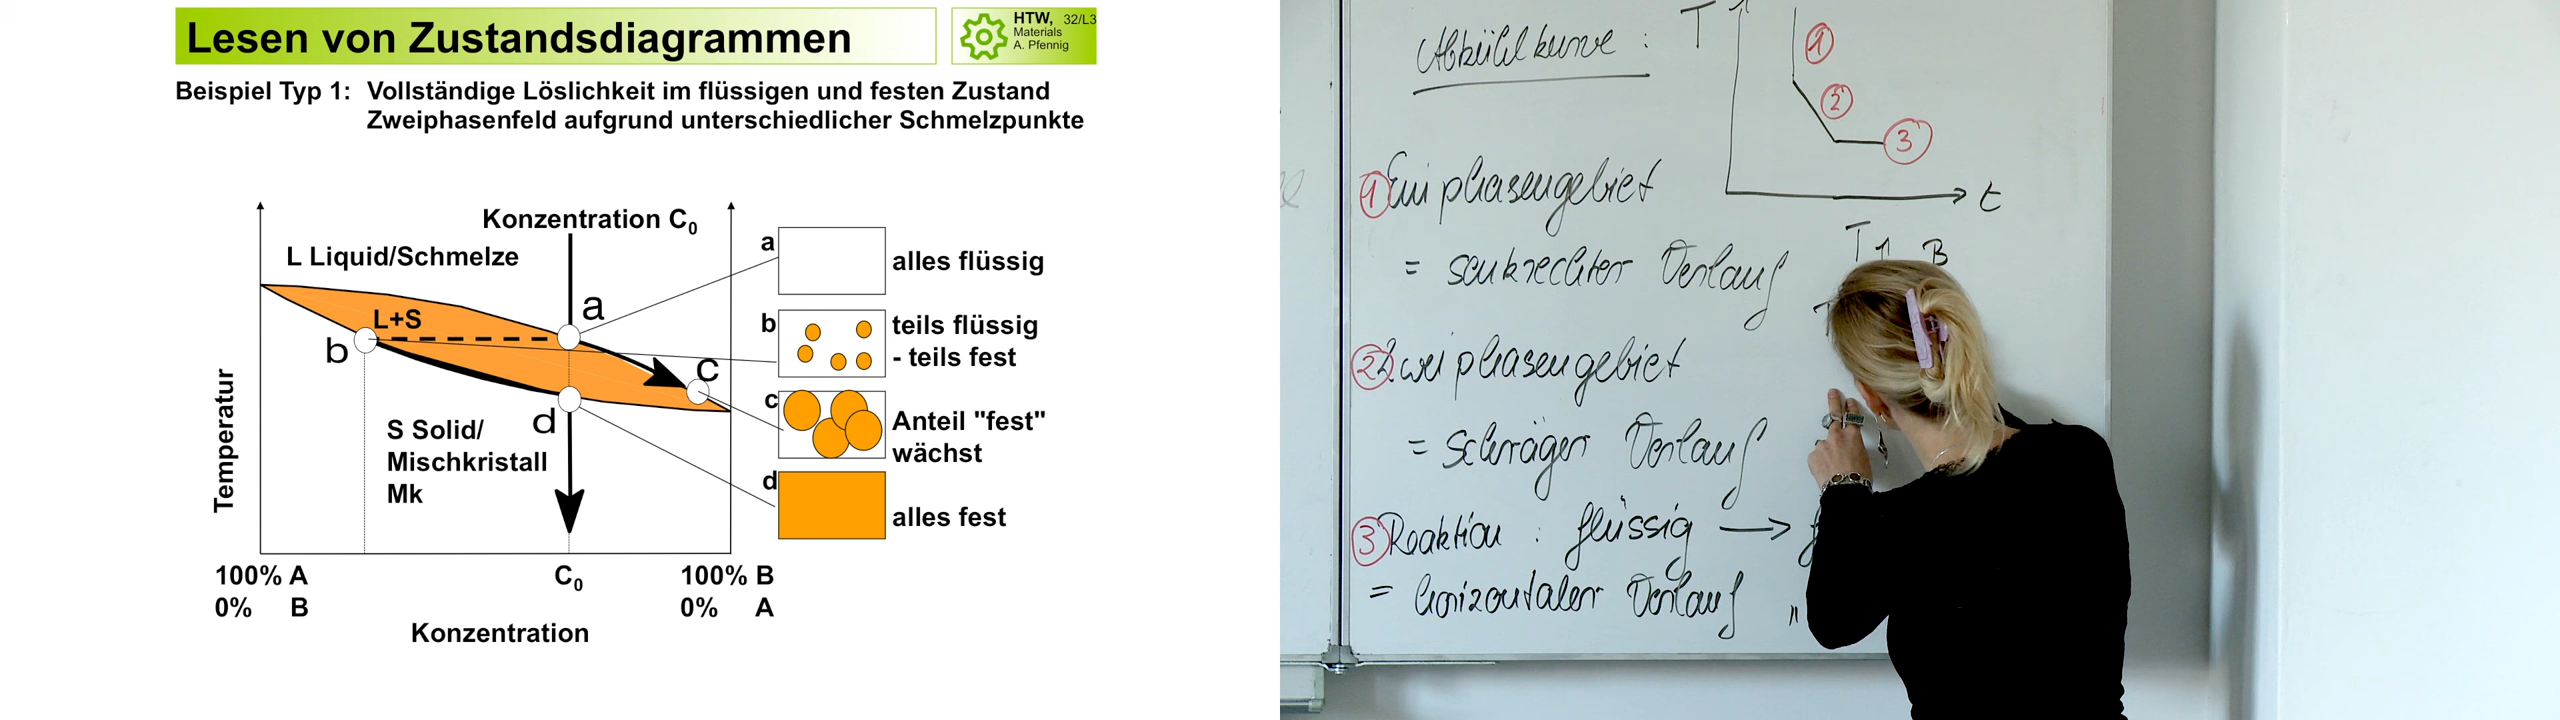 Lesen von Zustandsdiagrammen
HTW, 32/L3
Materials
A. Pfennig
Beispiel Typ 1: Vollständige Löslichkeit im flüssigen und festen Zustand
Zweiphasenfeld aufgrund unterschiedlicher Schmelzpunkte
Konzentration C0
L Liquid/Schmelze
a
L+S
b
c
d
S Solid/
Mischkristall
Mk
Temperatur
a alles flüssig
b teils flüssig
- teils fest
c Anteil "fest"
wächst
d alles fest
100% A C0 100% B
0% B 0% A
Konzentration
Abkühlkurve : T
1
2
3
t
1 Einphasengebiet
= senkrechter Verlauf
T B
2 Zweiphasengebiet
= schräger Verlauf
3 Reaktion : flüssig →
= horizontaler Verlauf "